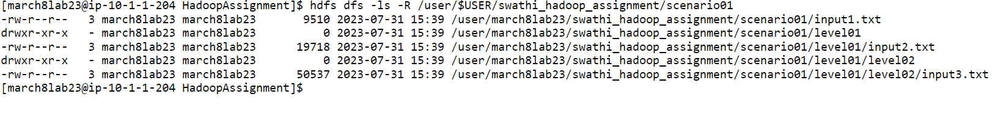 [march8lab23@ip-10-1-1-204 HadoopAssignment]$ hdfs dfs -ls -R /user/$USER/swathi_hadoop_assignment/scenario01
-rw-r--r--   3 march8lab23 march8lab23       9510 2023-07-31 15:39 /user/march8lab23/swathi_hadoop_assignment/scenario01/input1.txt
drwxr-xr-x   - march8lab23 march8lab23          0 2023-07-31 15:39 /user/march8lab23/swathi_hadoop_assignment/scenario01/level01
-rw-r--r--   3 march8lab23 march8lab23      19718 2023-07-31 15:39 /user/march8lab23/swathi_hadoop_assignment/scenario01/level01/input2.txt
drwxr-xr-x   - march8lab23 march8lab23          0 2023-07-31 15:39 /user/march8lab23/swathi_hadoop_assignment/scenario01/level01/level02
-rw-r--r--   3 march8lab23 march8lab23      50537 2023-07-31 15:39 /user/march8lab23/swathi_hadoop_assignment/scenario01/level01/level02/input3.txt
[march8lab23@ip-10-1-1-204 HadoopAssignment]$